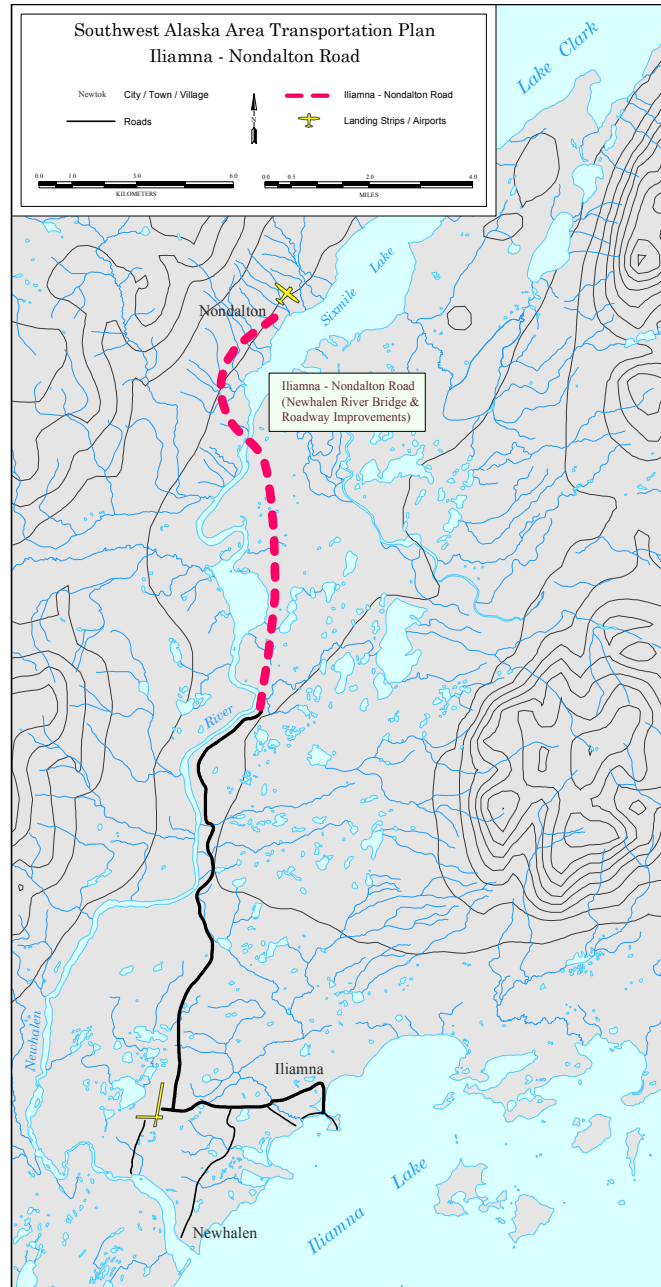 Southwest Alaska Area Transportation Plan
Iliamna - Nondalton Road
Newtok City / Town / Village
Roads
N
Iliamna - Nondalton Road
Landing Strips / Airports
0.0 1.0 2.0 6.0
KILOMETERS
0.0 0.5 2.0 4.0
MILES
Lake Clark
Nondalton
Sixmile Lake
Iliamna - Nondalton Road
(Newhalen River Bridge &
Roadway Improvements)
River
Newhalen
Iliamna
Newhalen
Iliamna Lake